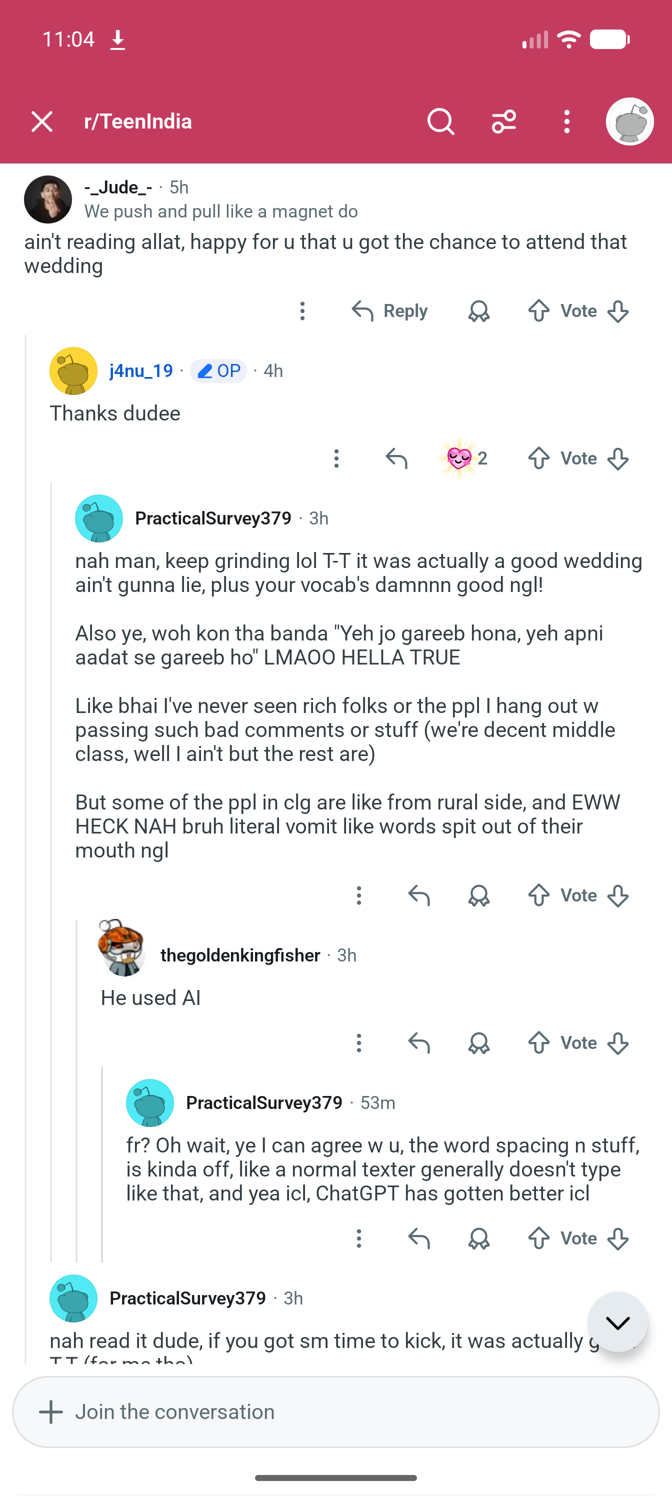 11:04
r/TeenIndia
-_Jude_- · 5h
We push and pull like a magnet do
ain't reading allat, happy for u that u got the chance to attend that
wedding
Reply
Vote
j4nu_19 · OP · 4h
Thanks dudee
2
Vote
PracticalSurvey379 · 3h
nah man, keep grinding lol T-T it was actually a good wedding
ain't gunna lie, plus your vocab's damnnn good ngl!
Also ye, woh kon tha banda "Yeh jo gareeb hona, yeh apni
aadat se gareeb ho" LMAOO HELLA TRUE
Like bhai I've never seen rich folks or the ppl I hang out w
passing such bad comments or stuff (we're decent middle
class, well I ain't but the rest are)
But some of the ppl in clg are like from rural side, and EWW
HECK NAH bruh literal vomit like words spit out of their
mouth ngl
Vote
thegoldenkingfisher · 3h
He used AI
Vote
PracticalSurvey379 · 53m
fr? Oh wait, ye I can agree w u, the word spacing n stuff,
is kinda off, like a normal texter generally doesn't type
like that, and yea icl, ChatGPT has gotten better icl
Vote
PracticalSurvey379 · 3h
nah read it dude, if you got sm time to kick, it was actually
T-T (for me tho)
Join the conversation